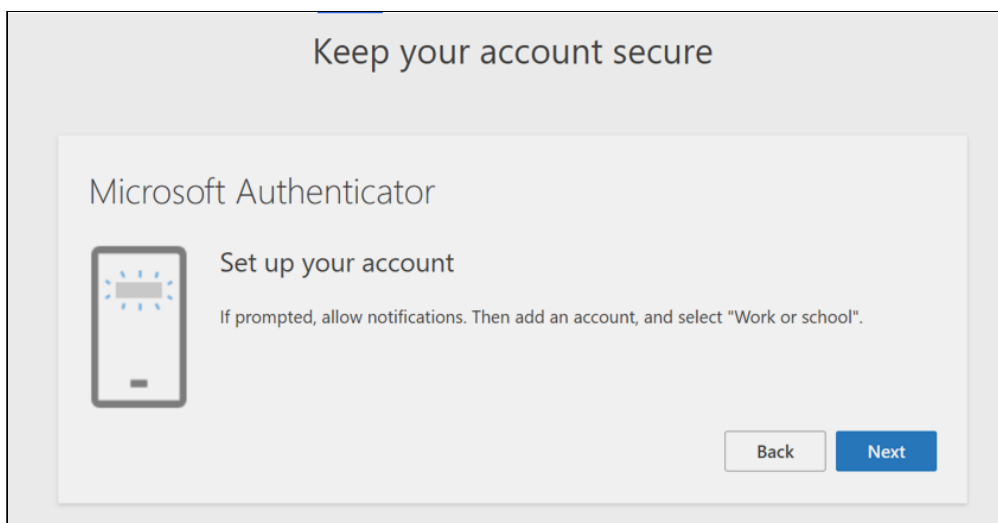 Keep your account secure
Microsoft Authenticator
Set up your account
If prompted, allow notifications. Then add an account, and select "Work or school".
Back
Next